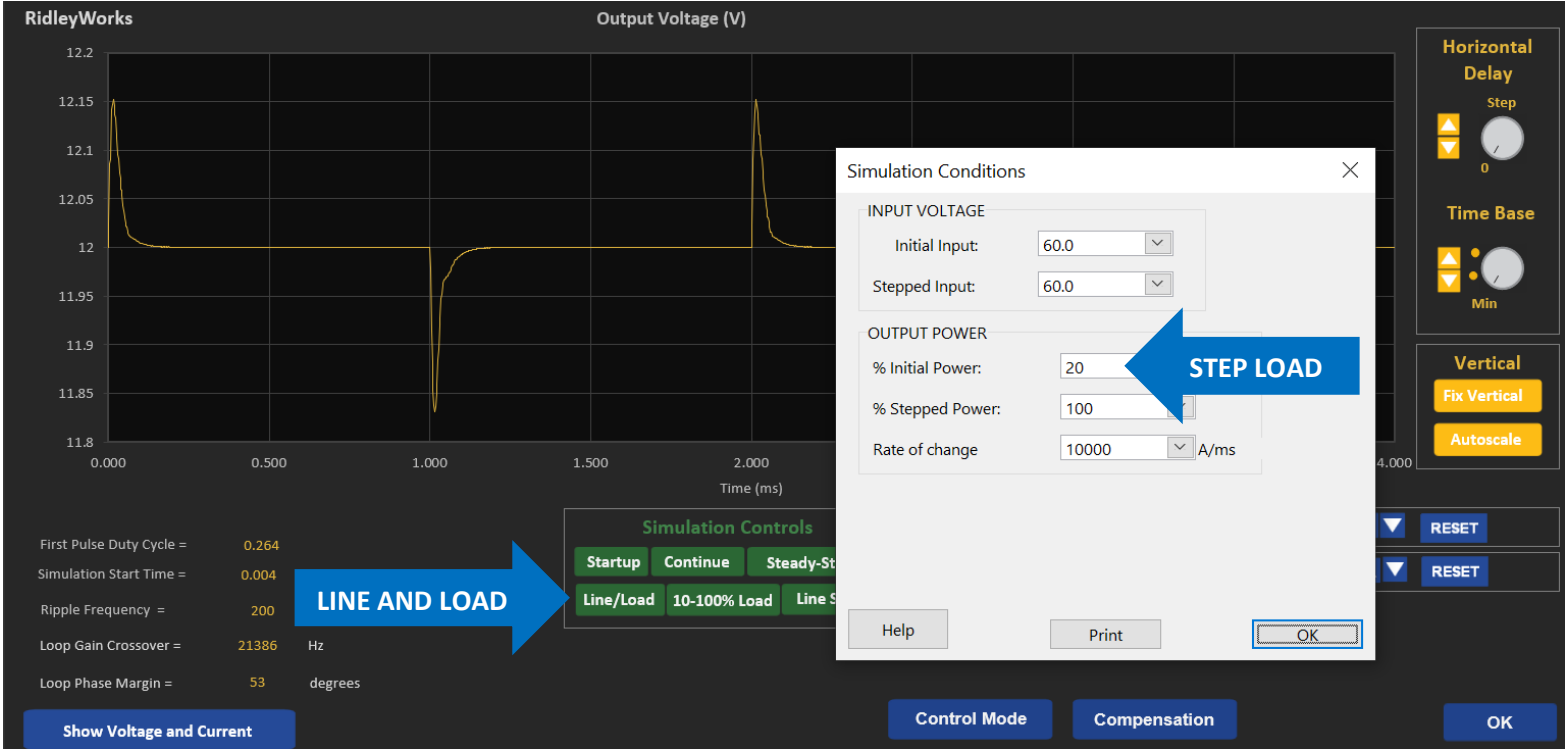 RidleyWorks
Output Voltage (V)
12.2
12.15
12.1
12.05
12
11.95
11.9
11.85
11.8
0.000 0.500 1.000 1.500 2.000 4.000
Time (ms)
Horizontal
Delay
Step
0
Time Base
Min
Vertical
Fix Vertical
Autoscale
Simulation Conditions
INPUT VOLTAGE
Initial Input: 60.0
Stepped Input: 60.0
OUTPUT POWER
% Initial Power: 20
STEP LOAD
% Stepped Power: 100
Rate of change 10000 A/ms
Help Print OK
First Pulse Duty Cycle = 0.264
Simulation Start Time = 0.004
Ripple Frequency = 200
Loop Gain Crossover = 21386 Hz
Loop Phase Margin = 53 degrees
Show Voltage and Current
LINE AND LOAD
Simulation Controls
Startup Continue Steady-St
Line/Load 10-100% Load Line
RESET
RESET
Control Mode Compensation OK